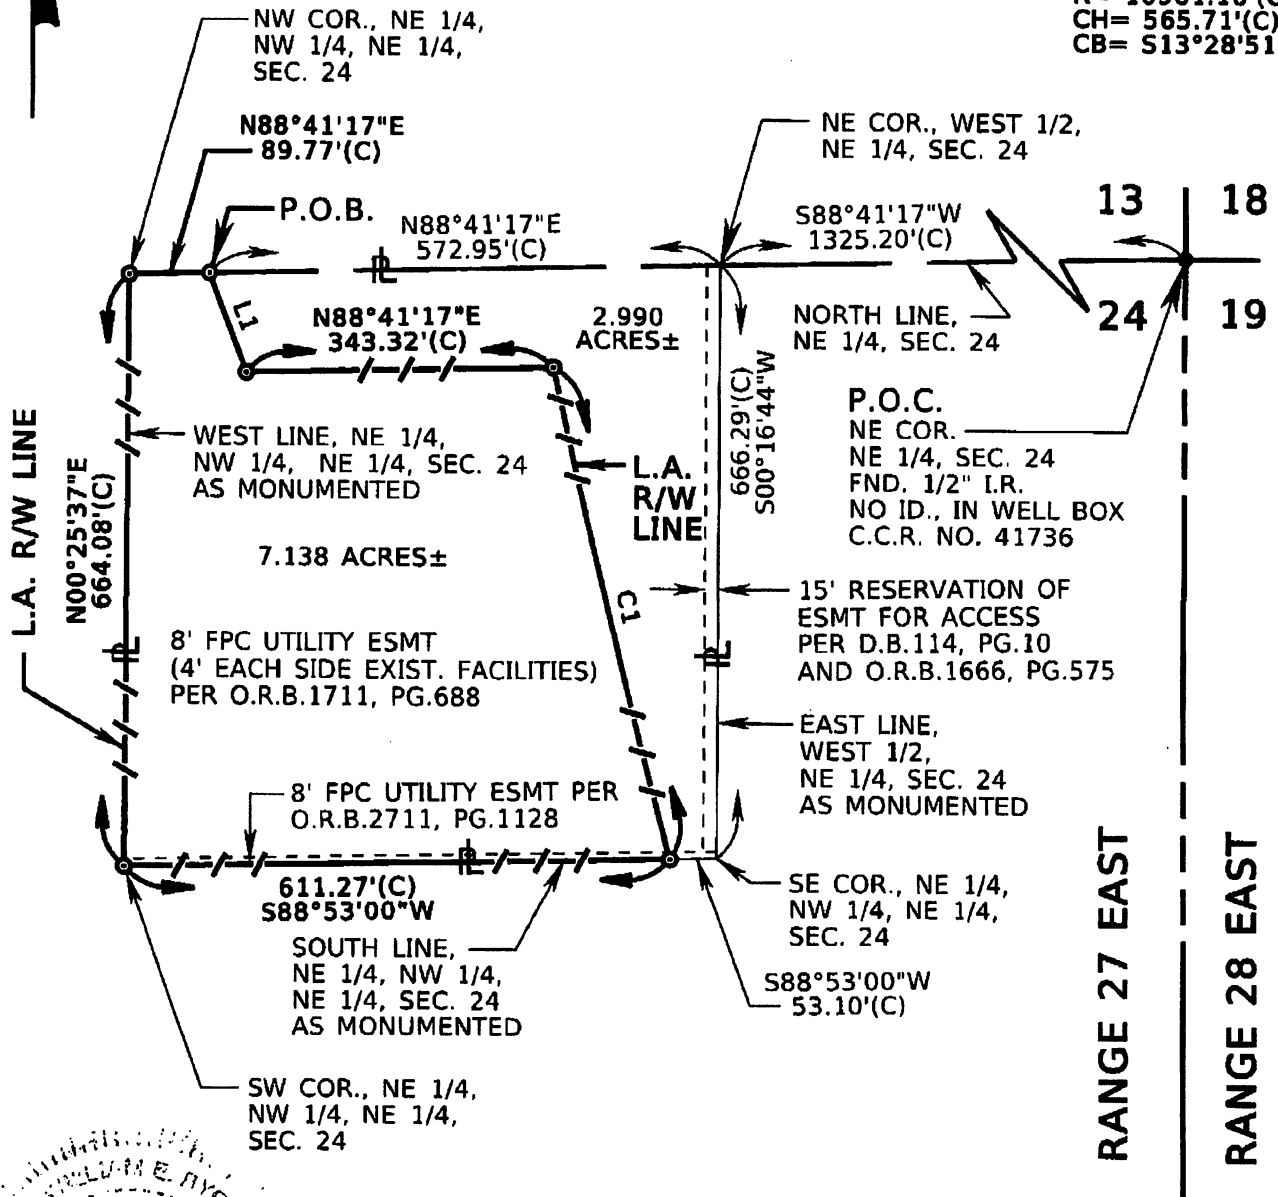 NW COR., NE 1/4,
NW 1/4, NE 1/4,
SEC. 24
CH= 565.71'(C)
CB= S13°28'51
N88°41'17"E
89.77'(C)
NE COR., WEST 1/2,
NE 1/4, SEC. 24
P.O.B.
N88°41'17"E
572.95'(C)
S88°41'17"W
1325.20'(C)
13
18
24
19
L1
N88°41'17"E
343.32'(C)
2.990
ACRES±
NORTH LINE,
NE 1/4, SEC. 24
666.29'(C)
S00°16'44"W
P.O.C.
NE COR.
NE 1/4, SEC. 24
FND. 1/2" I.R.
NO ID., IN WELL BOX
C.C.R. NO. 41736
WEST LINE, NE 1/4,
NW 1/4, NE 1/4, SEC. 24
AS MONUMENTED
L.A.
R/W
LINE
L.A. R/W LINE
N00°25'37"E
664.08'(C)
7.138 ACRES±
C1
15' RESERVATION OF
ESMT FOR ACCESS
PER D.B.114, PG.10
AND O.R.B.1666, PG.575
8' FPC UTILITY ESMT
(4' EACH SIDE EXIST. FACILITIES)
PER O.R.B.1711, PG.688
EAST LINE,
WEST 1/2,
NE 1/4, SEC. 24
AS MONUMENTED
8' FPC UTILITY ESMT PER
O.R.B.2711, PG.1128
611.27'(C)
S88°53'00"W
SE COR., NE 1/4,
NW 1/4, NE 1/4,
SEC. 24
SOUTH LINE,
NE 1/4, NW 1/4,
NE 1/4, SEC. 24
AS MONUMENTED
S88°53'00"W
53.10'(C)
RANGE 27 EAST
RANGE 28 EAST
SW COR., NE 1/4,
NW 1/4, NE 1/4,
SEC. 24